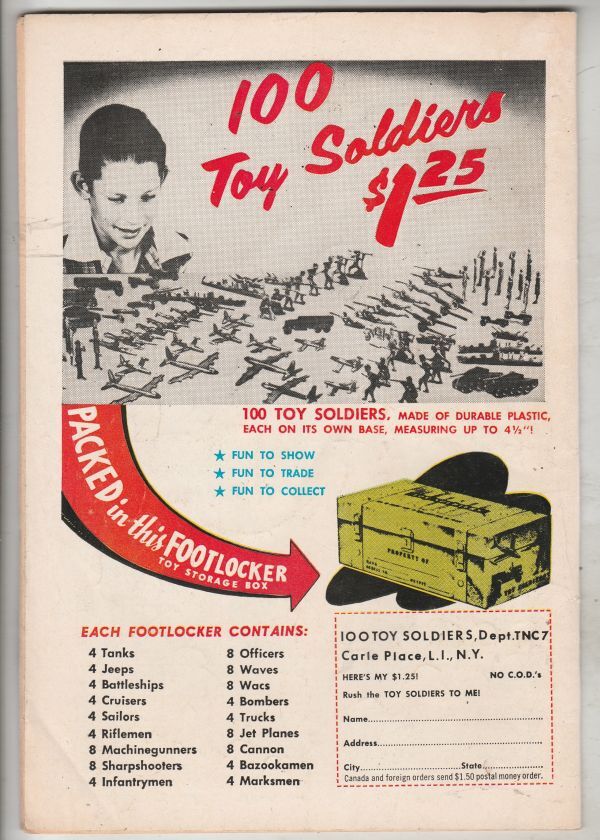 100
Toy Soldiers
$1.25
100 TOY SOLDIERS, MADE OF DURABLE PLASTIC,
EACH ON ITS OWN BASE, MEASURING UP TO 4½"!
★ FUN TO SHOW
★ FUN TO TRADE
★ FUN TO COLLECT
PACKED in this FOOTLOCKER
TOY STORAGE BOX
PROPERTY OF
NAME
TOY SOLDIERS
EACH FOOTLOCKER CONTAINS:
4 Tanks
4 Jeeps
4 Battleships
4 Cruisers
4 Sailors
4 Riflemen
8 Machinegunners
8 Sharpshooters
4 Infantrymen
8 Officers
8 Waves
8 Wacs
4 Bombers
4 Trucks
8 Jet Planes
8 Cannon
4 Bazookamen
4 Marksmen
100 TOY SOLDIERS, Dept. TNC7
Carle Place, L.I., N.Y.
HERE'S MY $1.25! NO C.O.D.'s
Rush the TOY SOLDIERS TO ME!
Name
Address
City State
Canada and foreign orders send $1.50 postal money order.